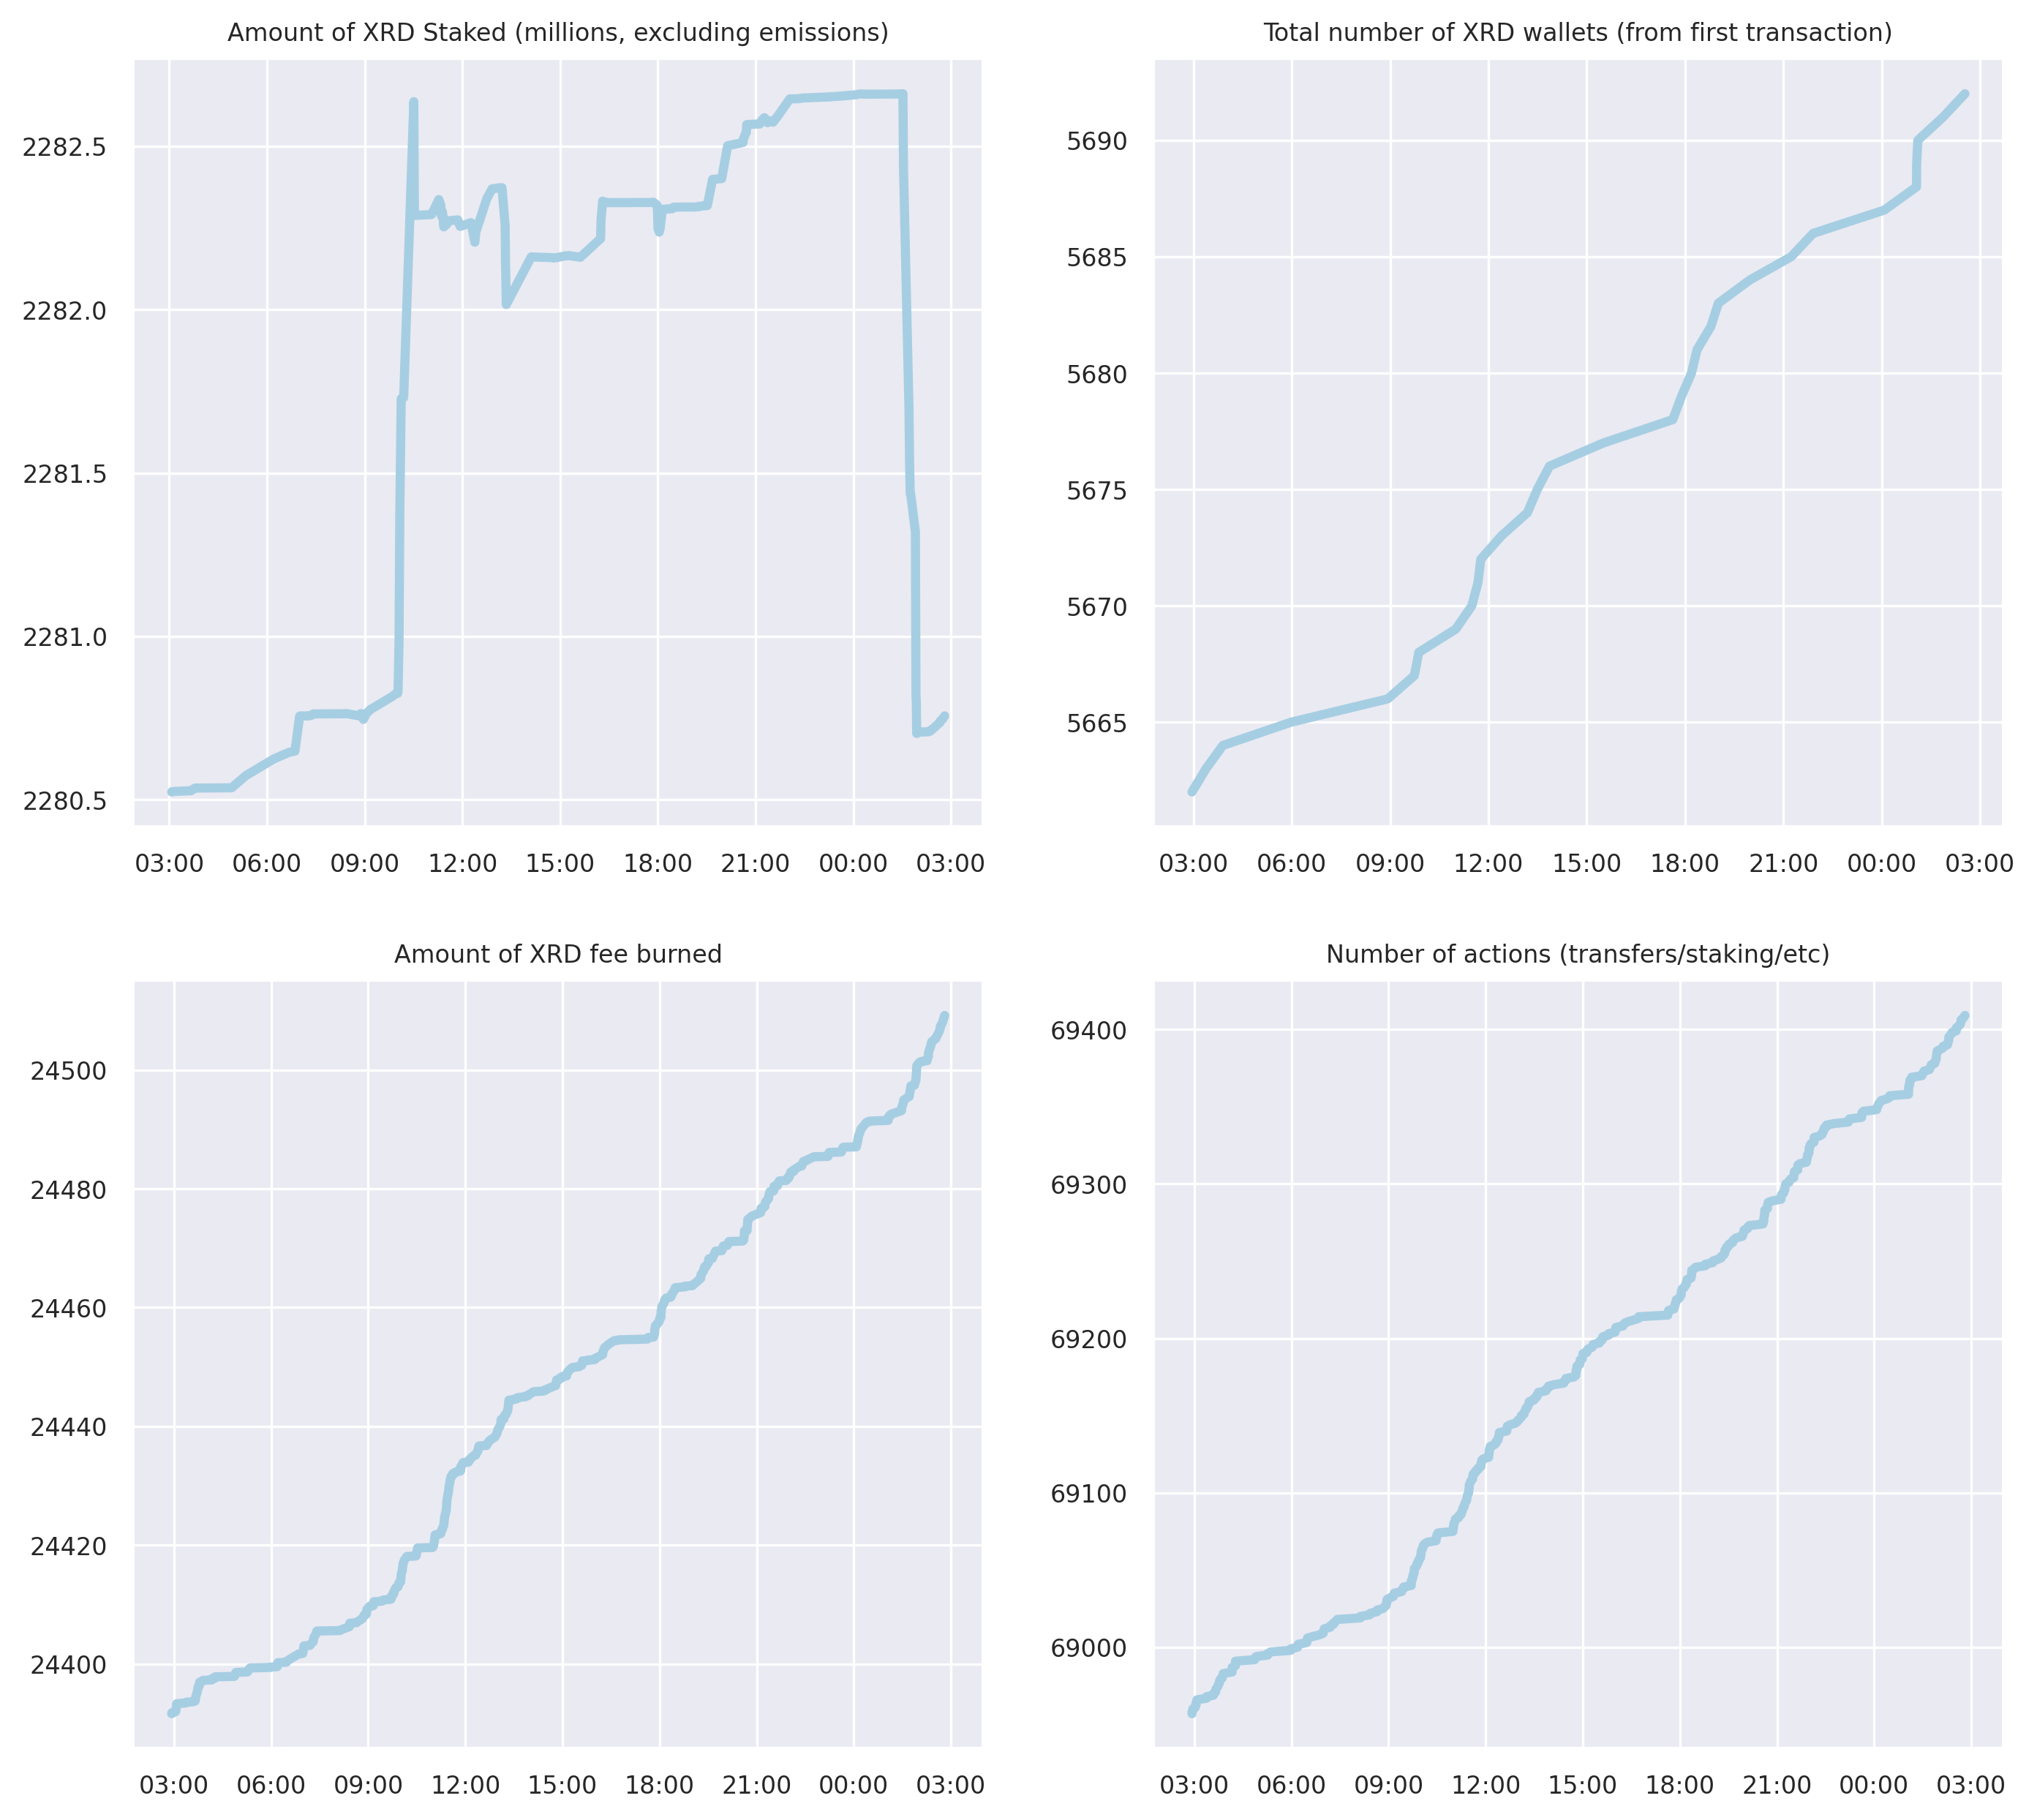 Amount of XRD Staked (millions, excluding emissions)
2282.5
2282.0
2281.5
2281.0
2280.5
03:00 06:00 09:00 12:00 15:00 18:00 21:00 00:00 03:00
Total number of XRD wallets (from first transaction)
5690
5685
5680
5675
5670
5665
03:00 06:00 09:00 12:00 15:00 18:00 21:00 00:00 03:00
Amount of XRD fee burned
24500
24480
24460
24440
24420
24400
03:00 06:00 09:00 12:00 15:00 18:00 21:00 00:00 03:00
Number of actions (transfers/staking/etc)
69400
69300
69200
69100
69000
03:00 06:00 09:00 12:00 15:00 18:00 21:00 00:00 03:00